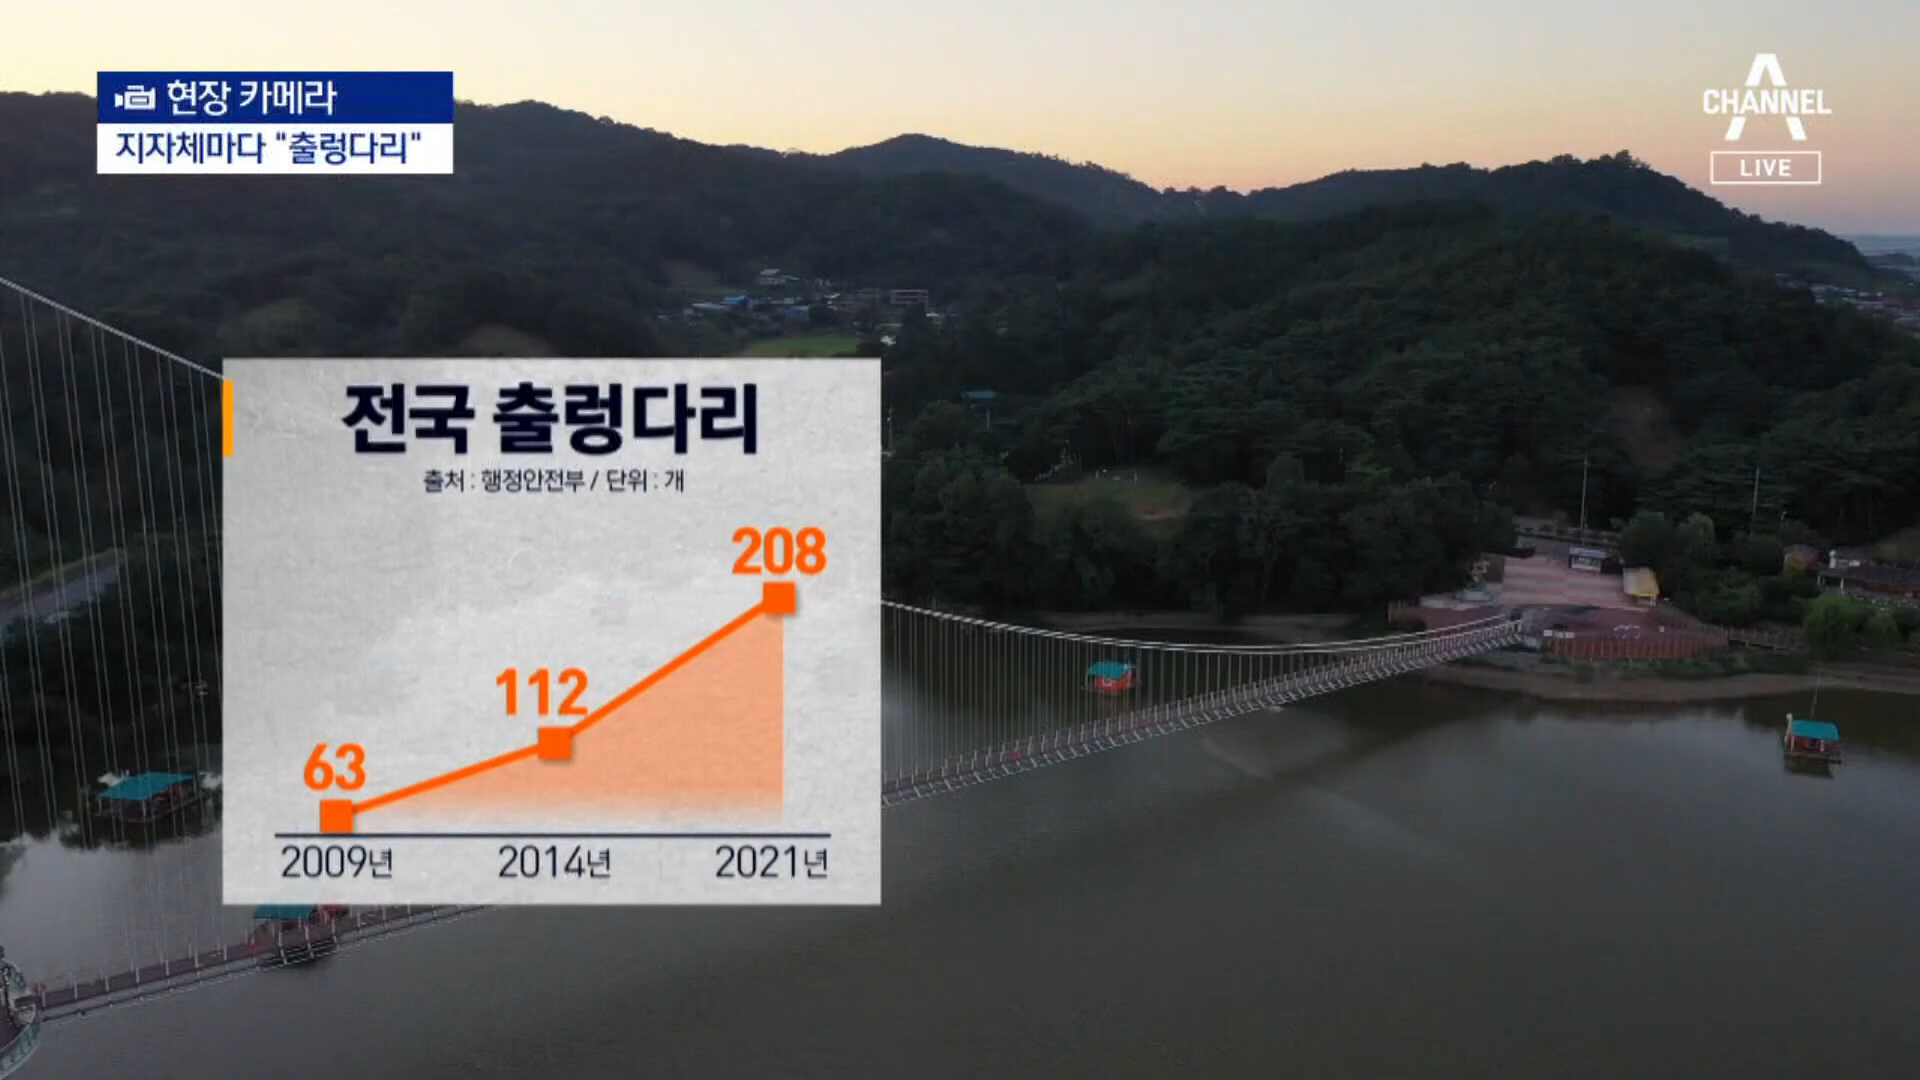 현장 카메라
지자체마다 "출렁다리"
CHANNEL A
LIVE
전국 출렁다리
출처 : 행정안전부 / 단위 : 개
208
112
63
2009년
2014년
2021년